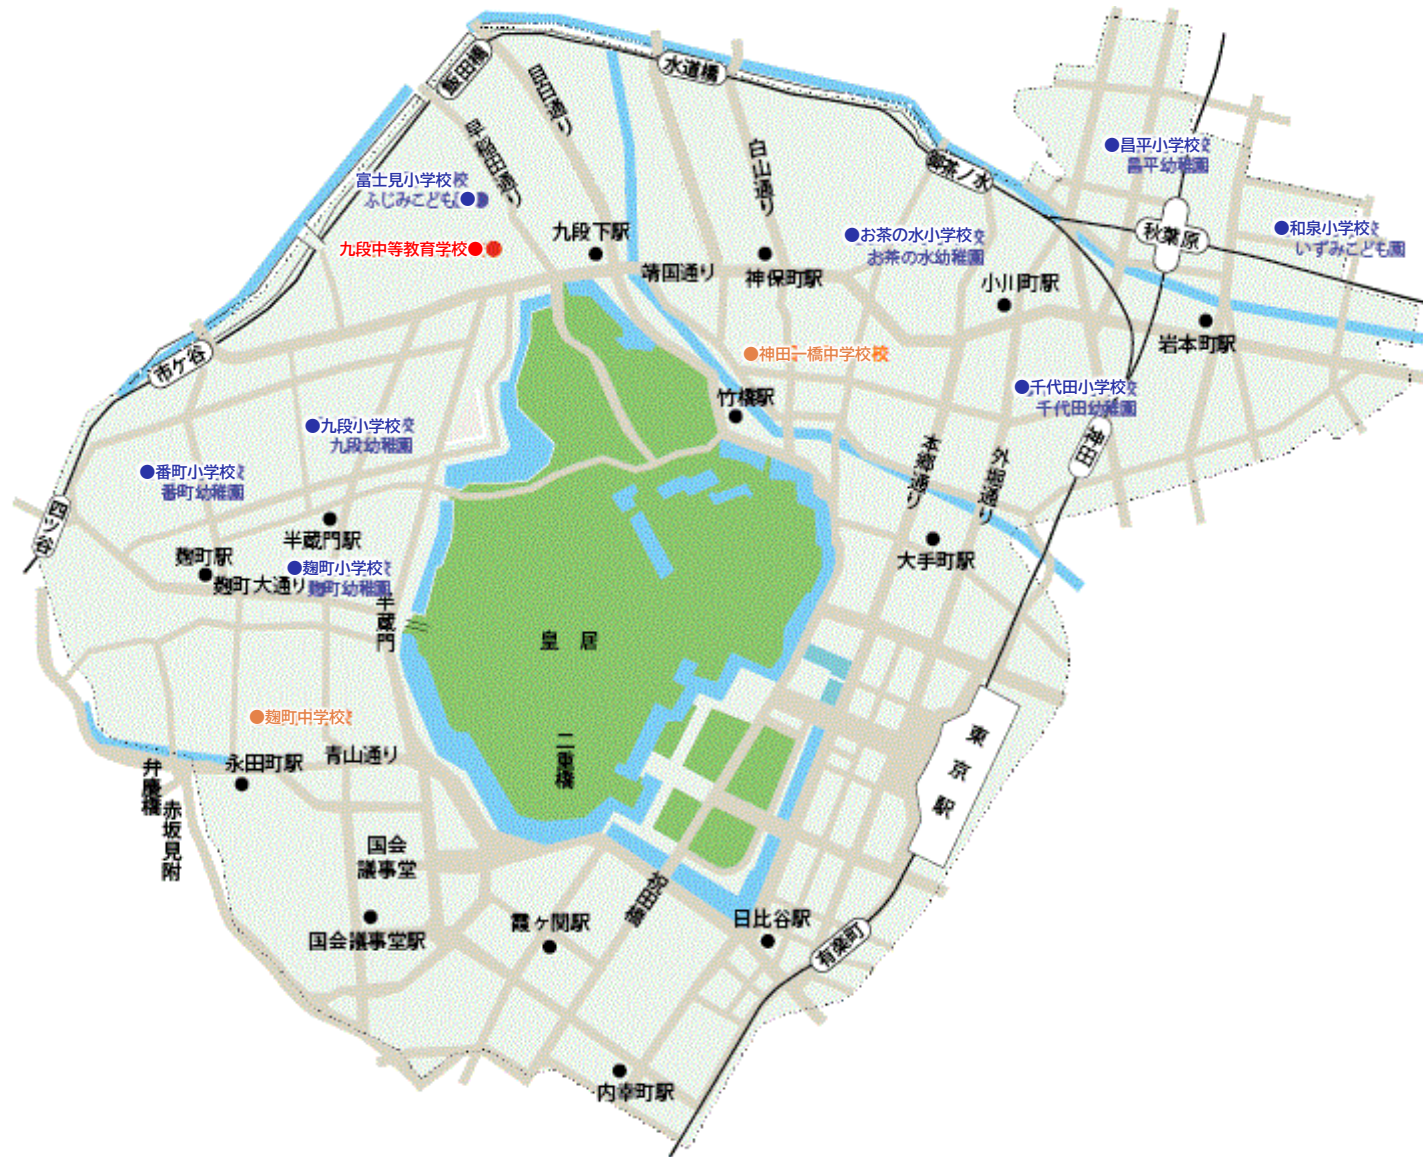 飯田橋
水道橋
目白通り
早稲田通り
白山通り
御茶ノ水
●昌平小学校
昌平幼稚園
富士見小学校
ふじみこども
九段中等教育学校●
九段下駅
靖国通り
神保町駅
●お茶の水小学校
お茶の水幼稚園
小川町駅
秋葉原
●和泉小学校
いずみこども園
岩本町駅
市ケ谷
●神田一橋中学校
竹橋駅
●千代田小学校
千代田幼稚園
神田
●九段小学校
九段幼稚園
●番町小学校
番町幼稚園
本郷通り
外堀通り
四ツ谷
半蔵門駅
麹町駅
●麹町小学校
麹町幼稚園
麹町大通り
半蔵門
大手町駅
皇居
●麹町中学校
二重橋
永田町駅
青山通り
弁慶橋
赤坂見附
東京駅
国会
議事堂
国会議事堂駅
霞ヶ関駅
祝田橋
日比谷駅
有楽町
内幸町駅